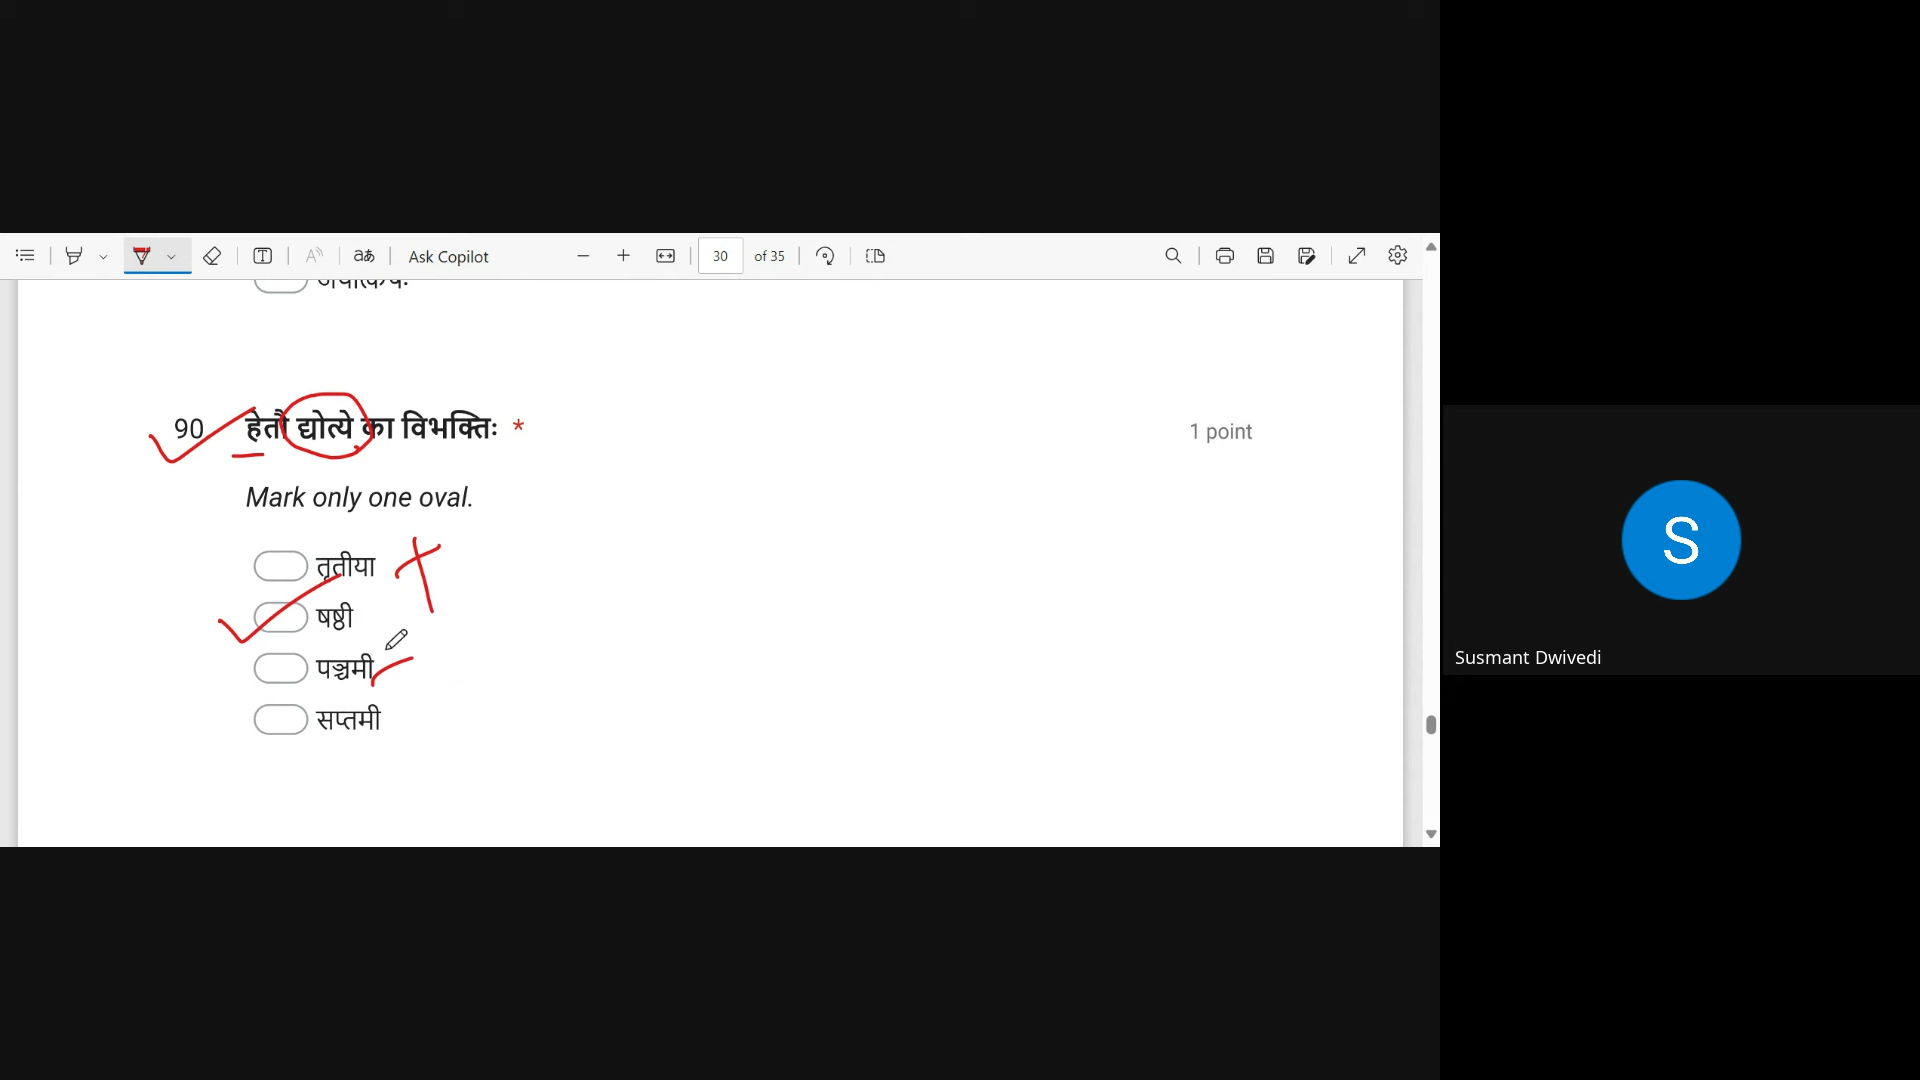 Ask Copilot
30 of 35
90 हेतौ द्योत्ये का विभक्तिः *
1 point
Mark only one oval.
तृतीया
षष्ठी
पञ्चमी
सप्तमी
S
Susmant Dwivedi